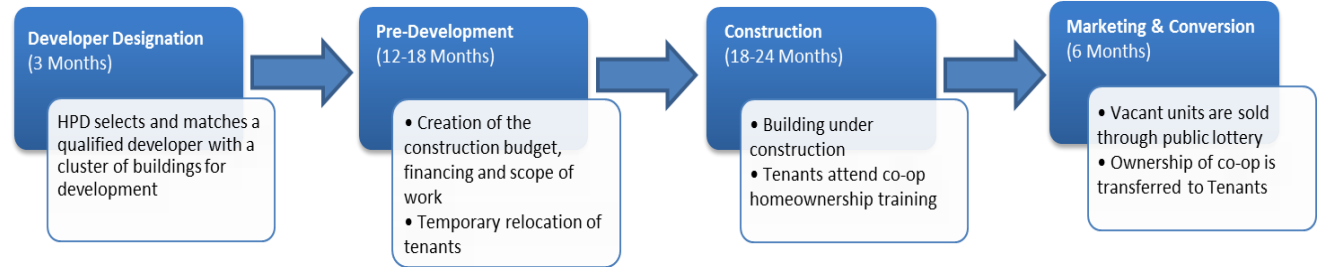 Developer Designation
(3 Months)
HPD selects and matches a
qualified developer with a
cluster of buildings for
development
Pre-Development
(12-18 Months)
• Creation of the
construction budget,
financing and scope of
work
• Temporary relocation of
tenants
Construction
(18-24 Months)
• Building under
construction
• Tenants attend co-op
homeownership training
Marketing & Conversion
(6 Months)
• Vacant units are sold
through public lottery
• Ownership of co-op is
transferred to Tenants